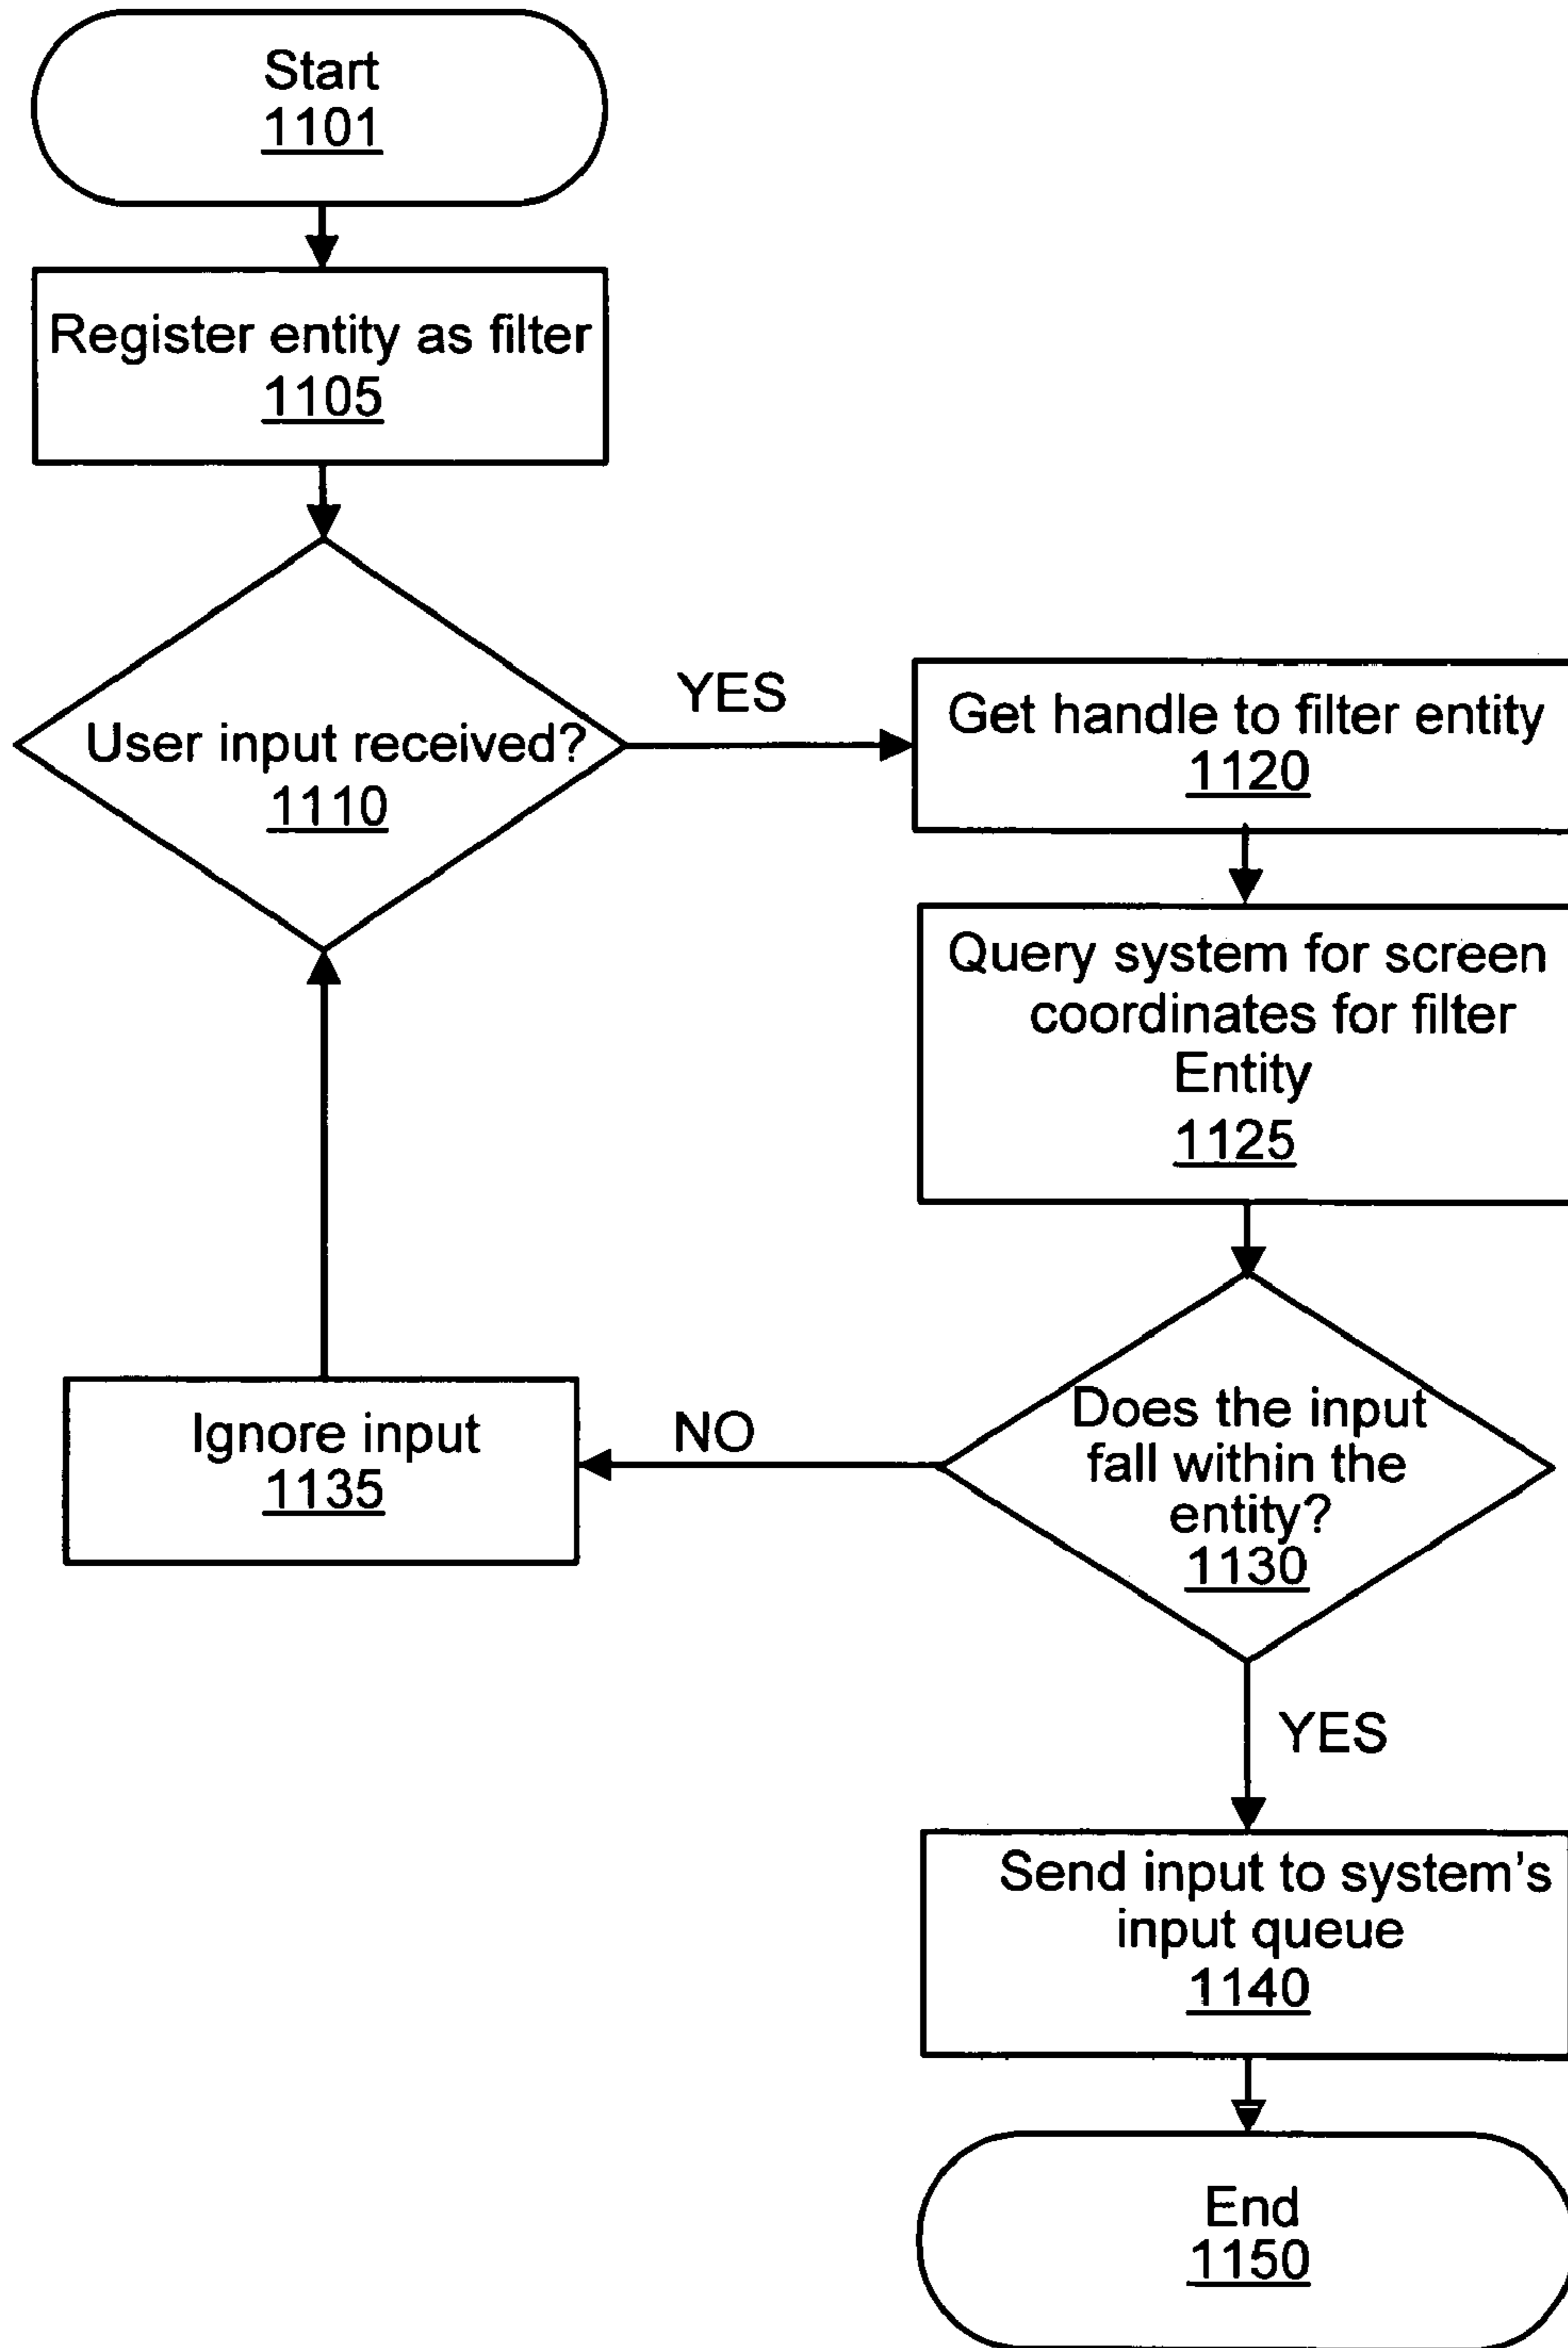 Start
1101
Register entity as filter
1105
User input received?
1110
YES
Get handle to filter entity
1120
Query system for screen
coordinates for filter
Entity
1125
Does the input
fall within the
entity?
1130
NO
Ignore input
1135
YES
Send input to system's
input queue
1140
End
1150